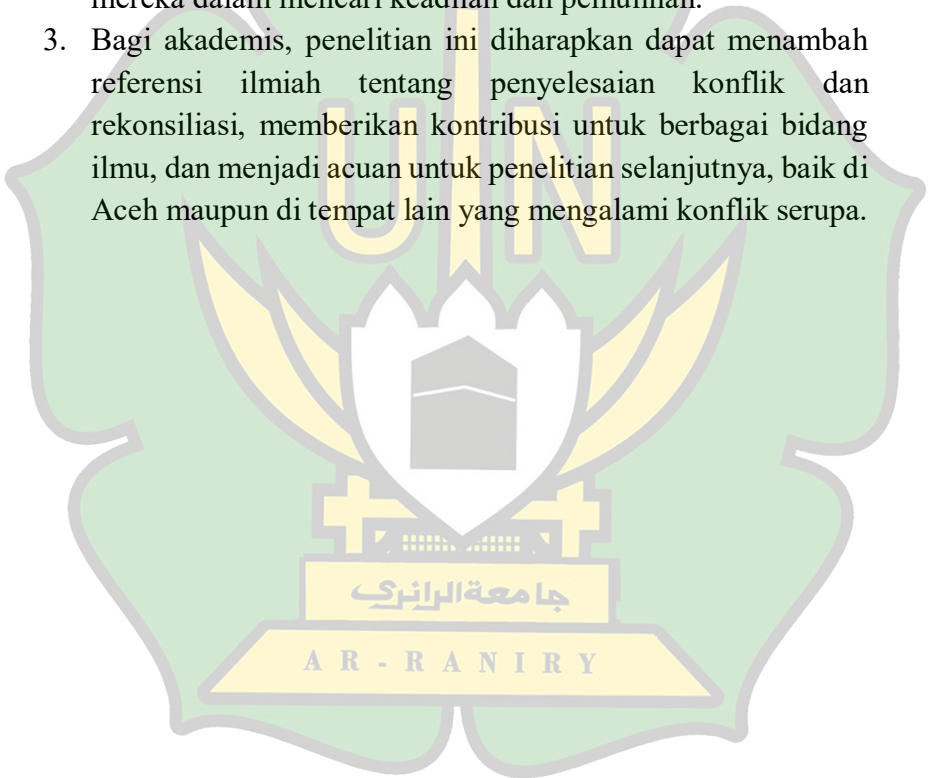 mereka dalam mencari keadilan dan pemulihan.
3. Bagi akademis, penelitian ini diharapkan dapat menambah
referensi ilmiah tentang penyelesaian konflik dan
rekonsiliasi, memberikan kontribusi untuk berbagai bidang
ilmu, dan menjadi acuan untuk penelitian selanjutnya, baik di
Aceh maupun di tempat lain yang mengalami konflik serupa.
UIN
جامعةالرانري
AR-RANIRY